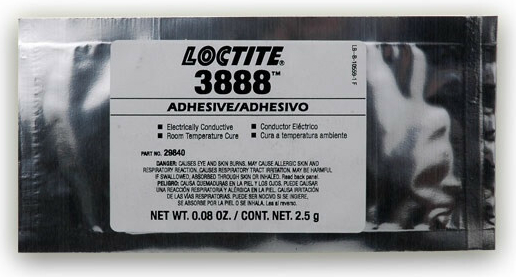 LOCTITE®
3888™
ADHESIVE/ADHESIVO
■ Electrically Conductive ■ Conductor Eléctrico
■ Room Temperature Cure ■ Cura a temperatura ambiente
PART NO. 29840
DANGER: CAUSES EYE AND SKIN BURNS. MAY CAUSE ALLERGIC SKIN AND
RESPIRATORY REACTION. CAUSES RESPIRATORY TRACT IRRITATION. MAY BE HARMFUL
IF SWALLOWED, ABSORBED THROUGH SKIN OR INHALED. Read back panel.
PELIGRO: CAUSA QUEMADURAS EN LA PIEL Y LOS OJOS. PUEDE CAUSAR
UNA REACCIÓN RESPIRATORIA Y ALÉRGICA EN LA PIEL. CAUSA IRRITACIÓN
DE LAS VÍAS RESPIRATORIAS. PUEDE SER NOCIVO SI SE INGIERE,
SE ABSORBE POR LA PIEL O SE INHALA. Lea al reverso.
NET WT. 0.08 OZ. / CONT. NET. 2.5 g